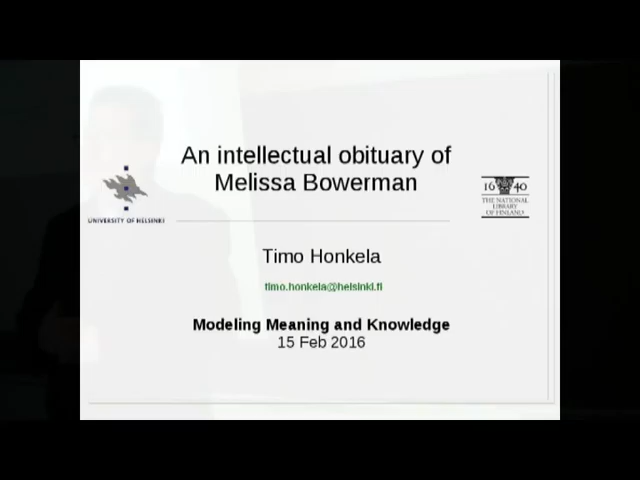 An intellectual obituary of
Melissa Bowerman
UNIVERSITY OF HELSINKI
1640
THE NATIONAL
LIBRARY
OF FINLAND
Timo Honkela
timo.honkela@helsinki.fi
Modeling Meaning and Knowledge
15 Feb 2016